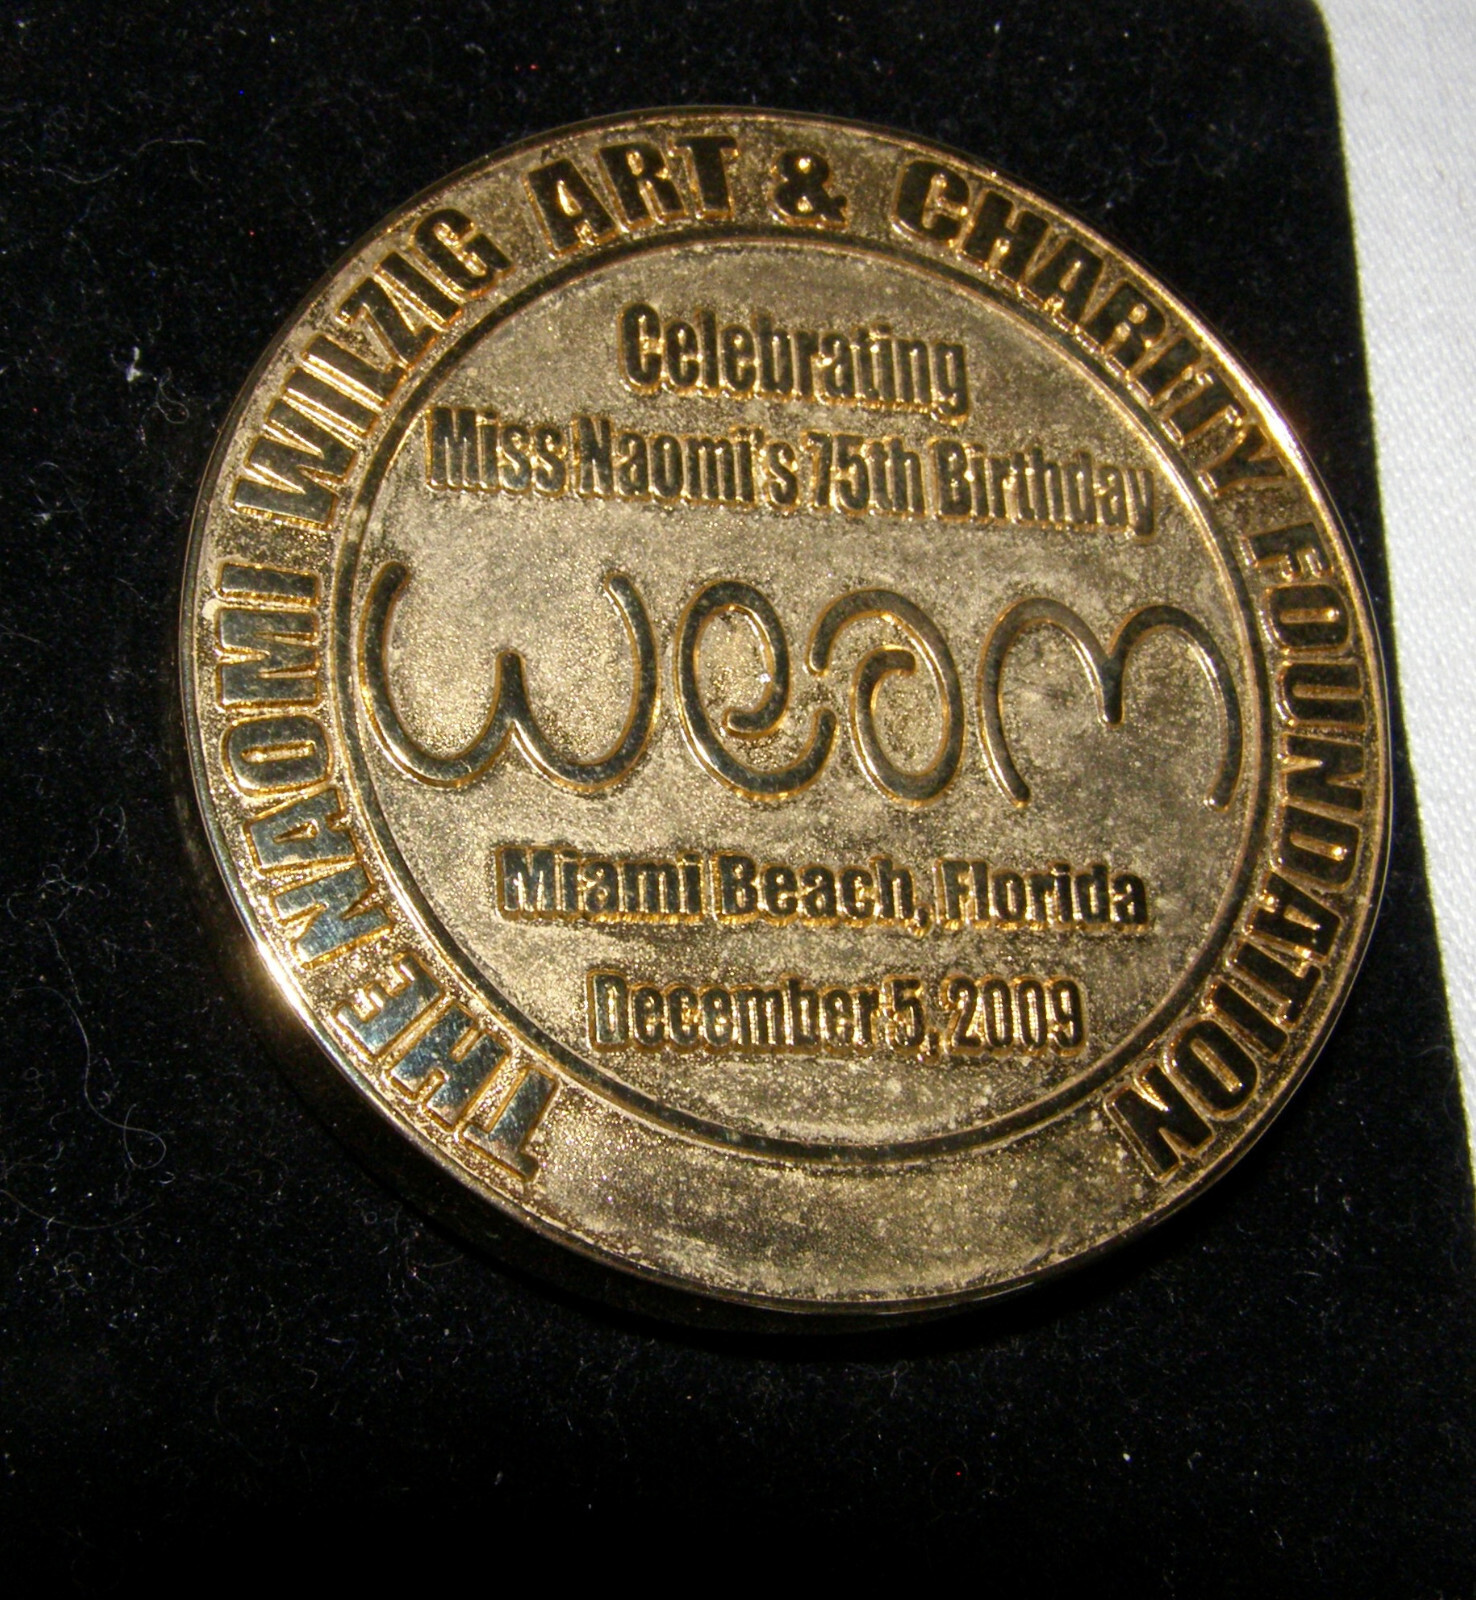 THE NAOMI WILZIG ART & CHARITY FOUNDATION
Celebrating
Miss Naomi's 75th Birthday
weam
Miami Beach, Florida
December 5, 2009